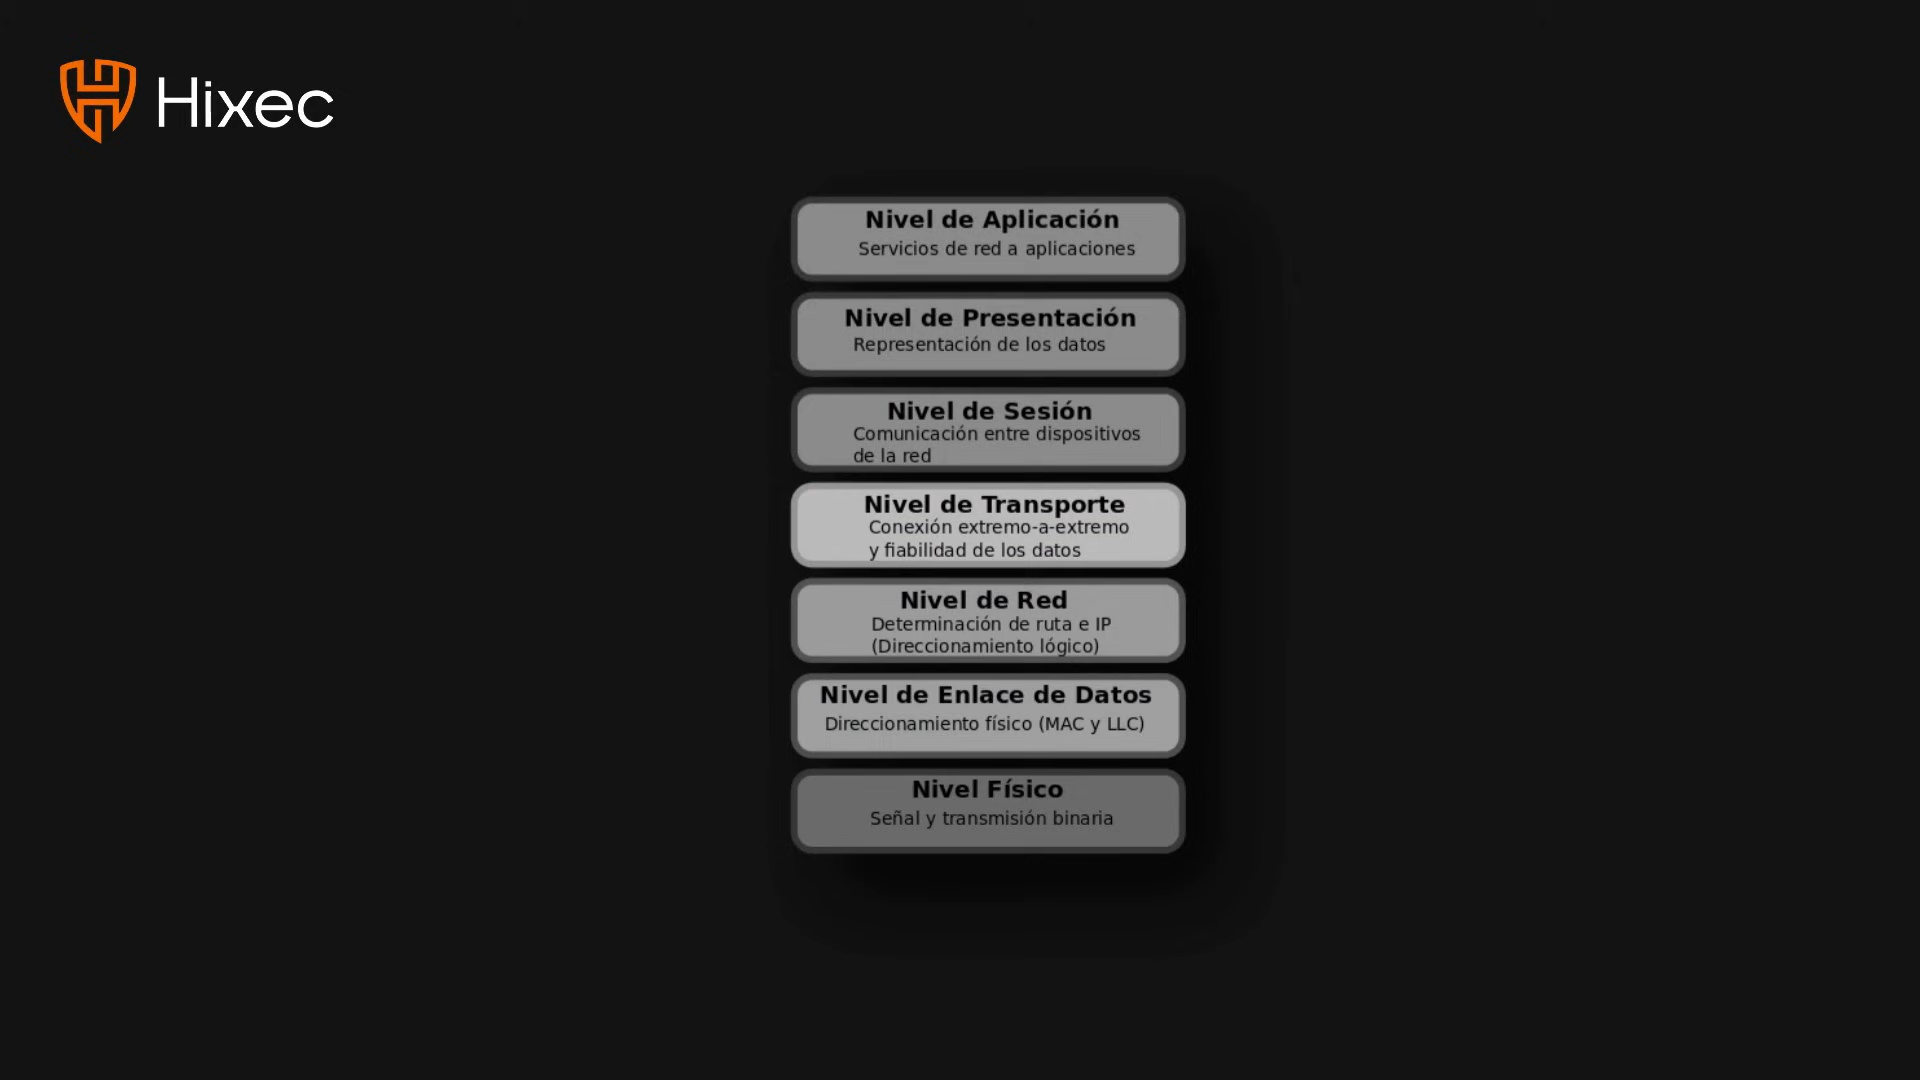 Hixec
Nivel de Aplicación
Servicios de red a aplicaciones
Nivel de Presentación
Representación de los datos
Nivel de Sesión
Comunicación entre dispositivos
de la red
Nivel de Transporte
Conexión extremo-a-extremo
y fiabilidad de los datos
Nivel de Red
Determinación de ruta e IP
(Direccionamiento lógico)
Nivel de Enlace de Datos
Direccionamiento físico (MAC y LLC)
Nivel Físico
Señal y transmisión binaria